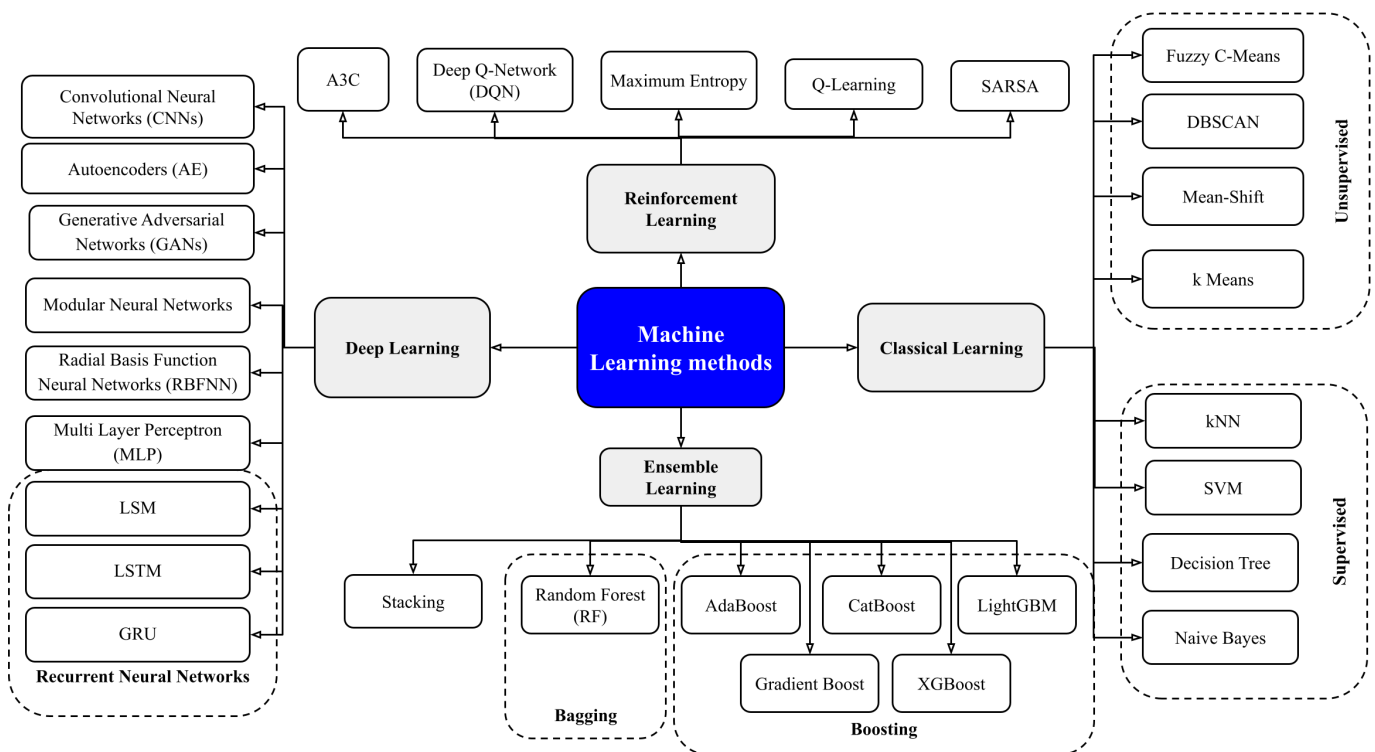 A3C
Deep Q-Network
(DQN)
Maximum Entropy
Q-Learning
SARSA
Reinforcement
Learning
Convolutional Neural
Networks (CNNs)
Autoencoders (AE)
Generative Adversarial
Networks (GANs)
Modular Neural Networks
Radial Basis Function
Neural Networks (RBFNN)
Multi Layer Perceptron
(MLP)
LSM
LSTM
GRU
Recurrent Neural Networks
Deep Learning
Machine
Learning methods
Classical Learning
Fuzzy C-Means
DBSCAN
Mean-Shift
k Means
Unsupervised
kNN
SVM
Decision Tree
Naive Bayes
Supervised
Ensemble
Learning
Stacking
Random Forest
(RF)
Bagging
AdaBoost
CatBoost
LightGBM
Gradient Boost
XGBoost
Boosting